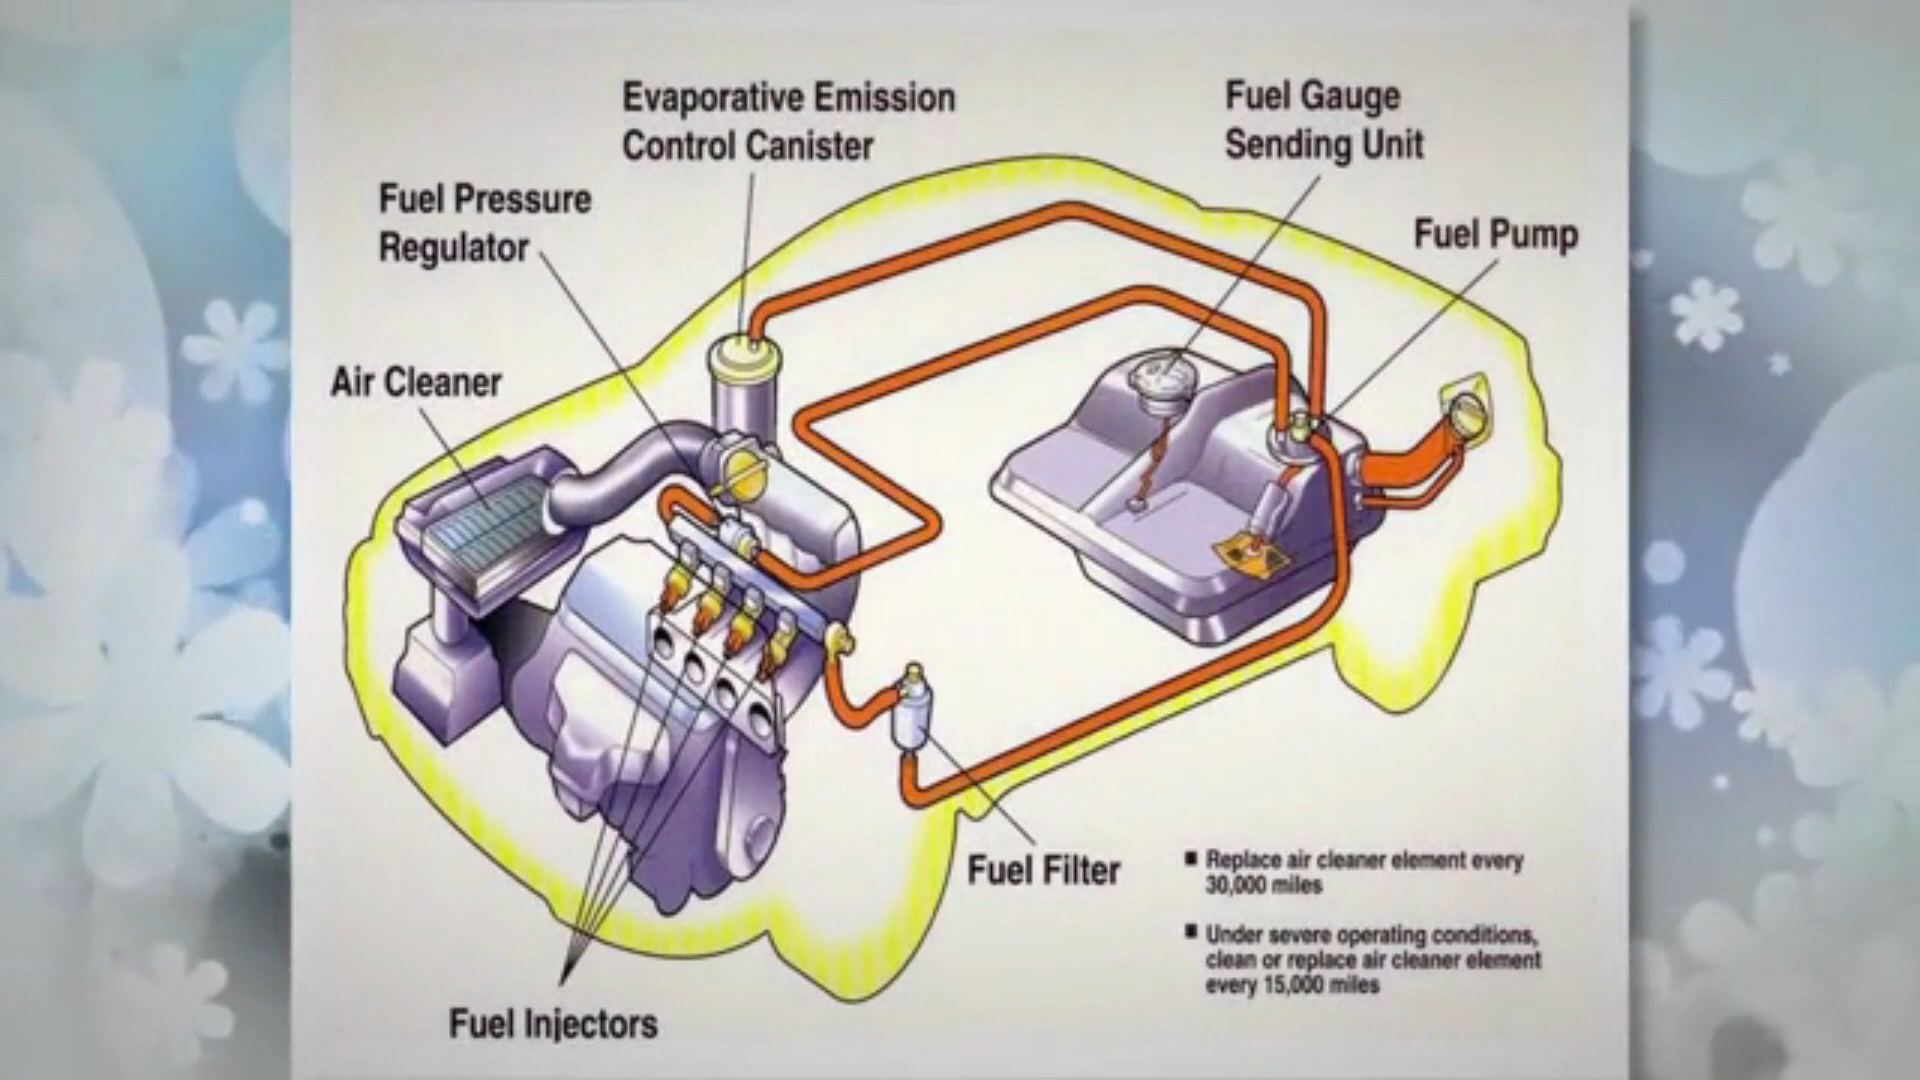 Evaporative Emission
Control Canister
Fuel Gauge
Sending Unit
Fuel Pressure
Regulator
Fuel Pump
Air Cleaner
Fuel Filter
■ Replace air cleaner element every
30,000 miles
■ Under severe operating conditions,
clean or replace air cleaner element
every 15,000 miles
Fuel Injectors